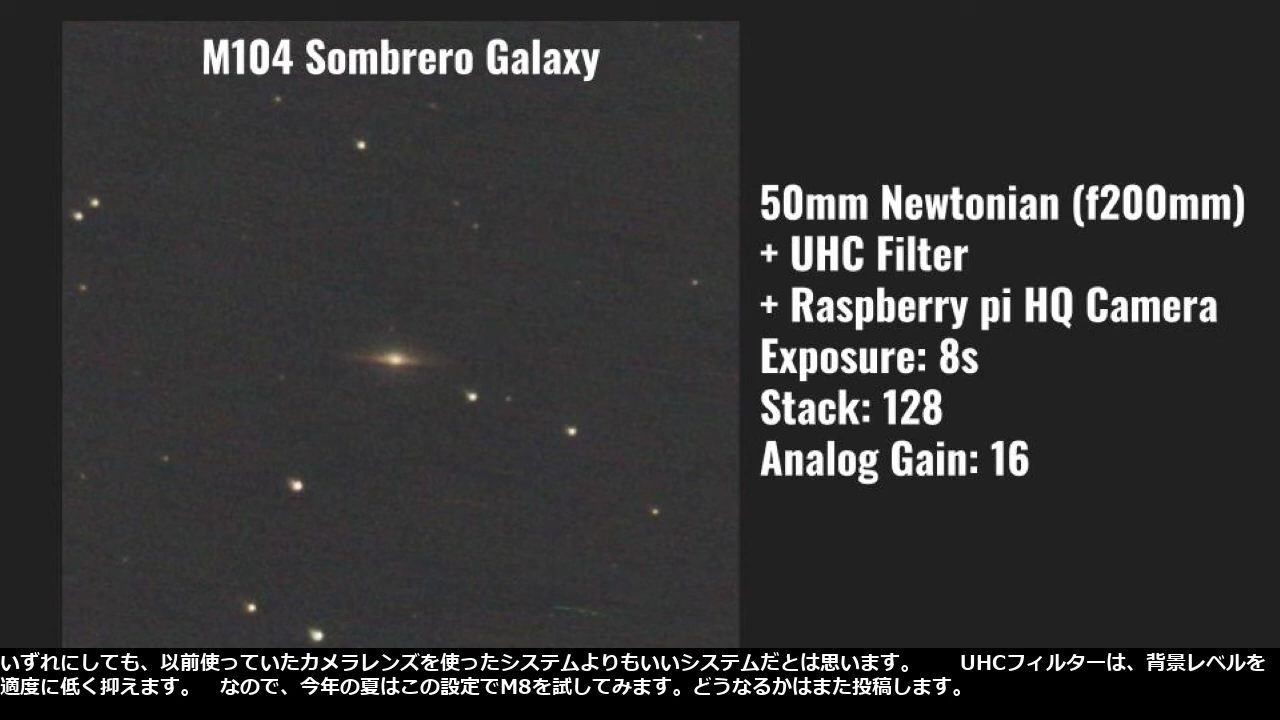 M104 Sombrero Galaxy
50mm Newtonian (f200mm)
+ UHC Filter
+ Raspberry pi HQ Camera
Exposure: 8s
Stack: 128
Analog Gain: 16
いずれにしても、以前使っていたカメラレンズを使ったシステムよりもいいシステムだとは思います。　　UHCフィルターは、背景レベルを
適度に低く抑えます。　なので、今年の夏はこの設定でM8を試してみます。どうなるかはまた投稿します。